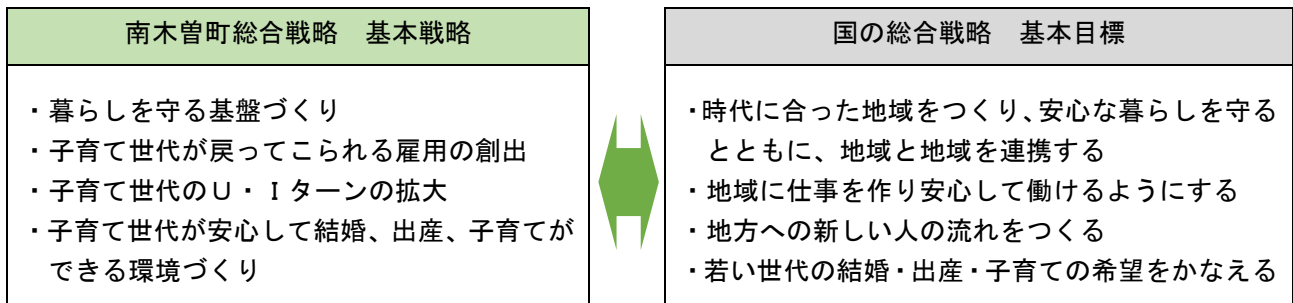 南木曽町総合戦略　基本戦略
・暮らしを守る基盤づくり
・子育て世代が戻ってこられる雇用の創出
・子育て世代のＵ・Ｉターンの拡大
・子育て世代が安心して結婚、出産、子育てが
できる環境づくり
国の総合戦略　基本目標
・時代に合った地域をつくり、安心な暮らしを守る
とともに、地域と地域を連携する
・地域に仕事を作り安心して働けるようにする
・地方への新しい人の流れをつくる
・若い世代の結婚・出産・子育ての希望をかなえる